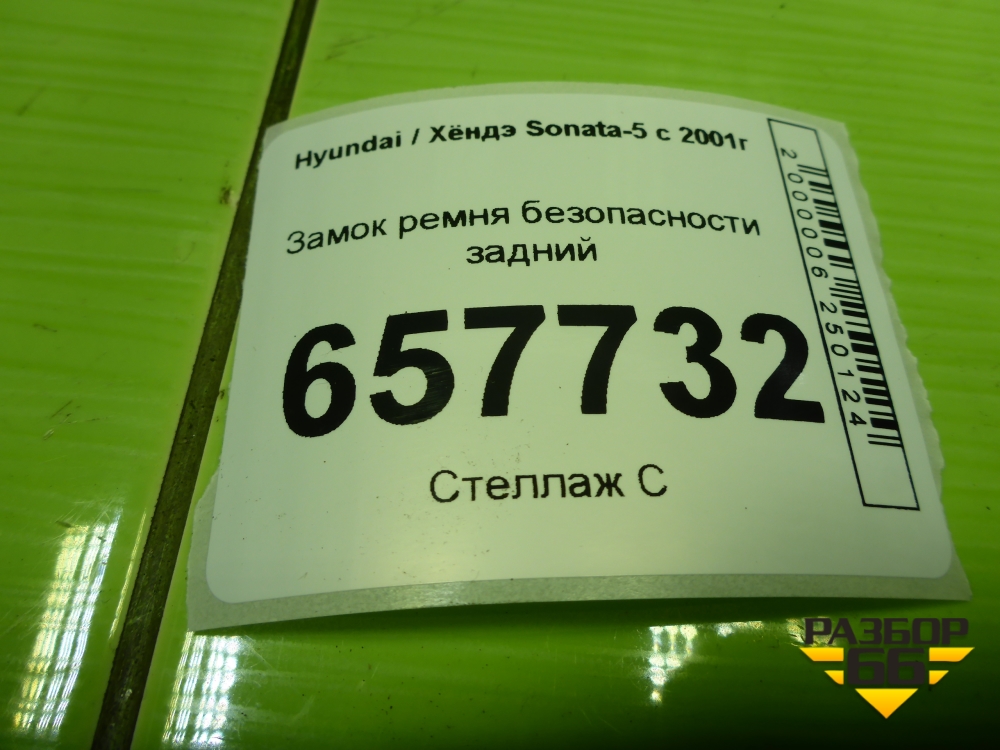 Hyundai / Хёндэ Sonata-5 с 2001г
Замок ремня безопасности
задний
657732
Стеллаж С
2000006250124
РАЗБОР
66